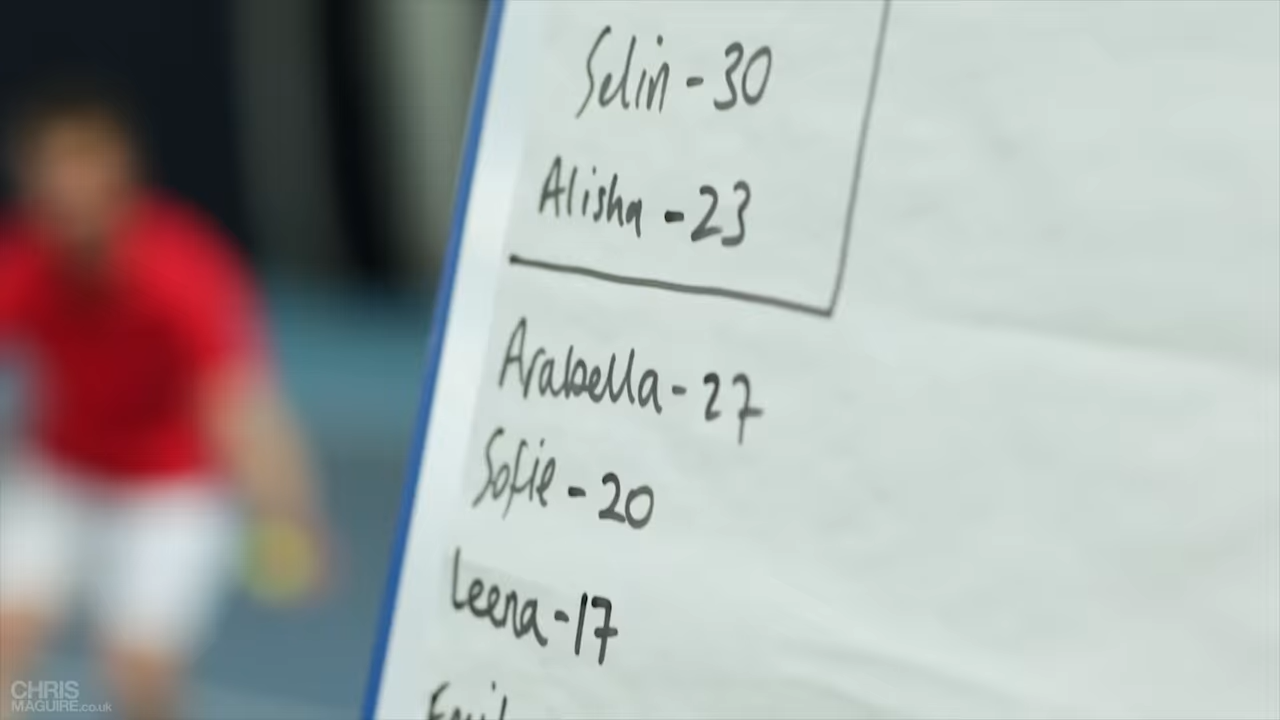 Selin - 30
Alisha - 23
Arabella - 27
Sofie - 20
Leena - 17
CHRIS
MAGUIRE.co.uk